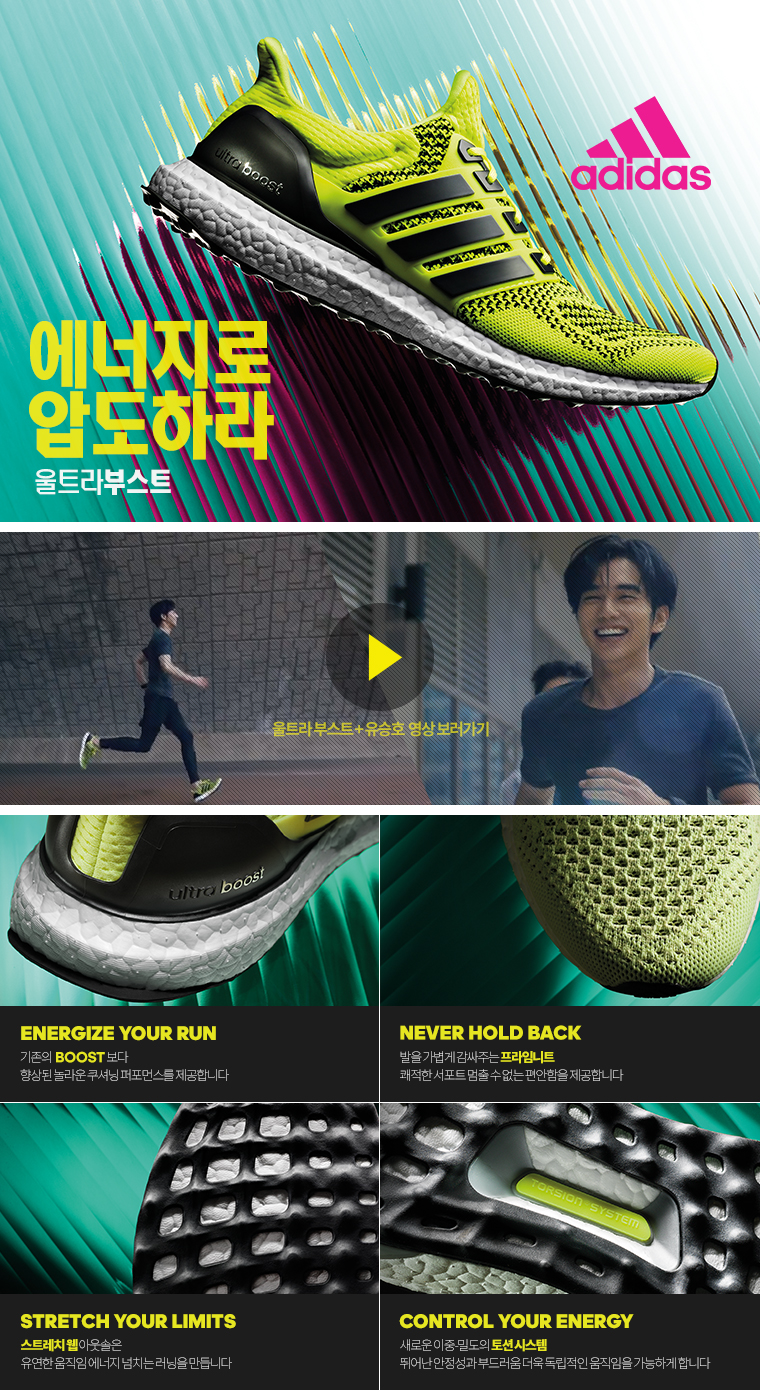 ultra boost
adidas
에너지로
압도하라
울트라부스트
울트라 부스트+유승호 영상 보러가기
ultra boost
ENERGIZE YOUR RUN
기존의 BOOST 보다
향상된 놀라운 쿠셔닝 퍼포먼스를 제공합니다
NEVER HOLD BACK
발을 가볍게 감싸주는 프라임니트
쾌적한 서포트 멈출 수 없는 편안함을 제공합니다
TORSION SYSTEM
STRETCH YOUR LIMITS
스트레치 웹 아웃솔은
유연한 움직임 에너지 넘치는 러닝을 만듭니다
CONTROL YOUR ENERGY
새로운 이중-밀도의 토션 시스템
뛰어난 안정성과 부드러움 더욱 독립적인 움직임을 가능하게 합니다